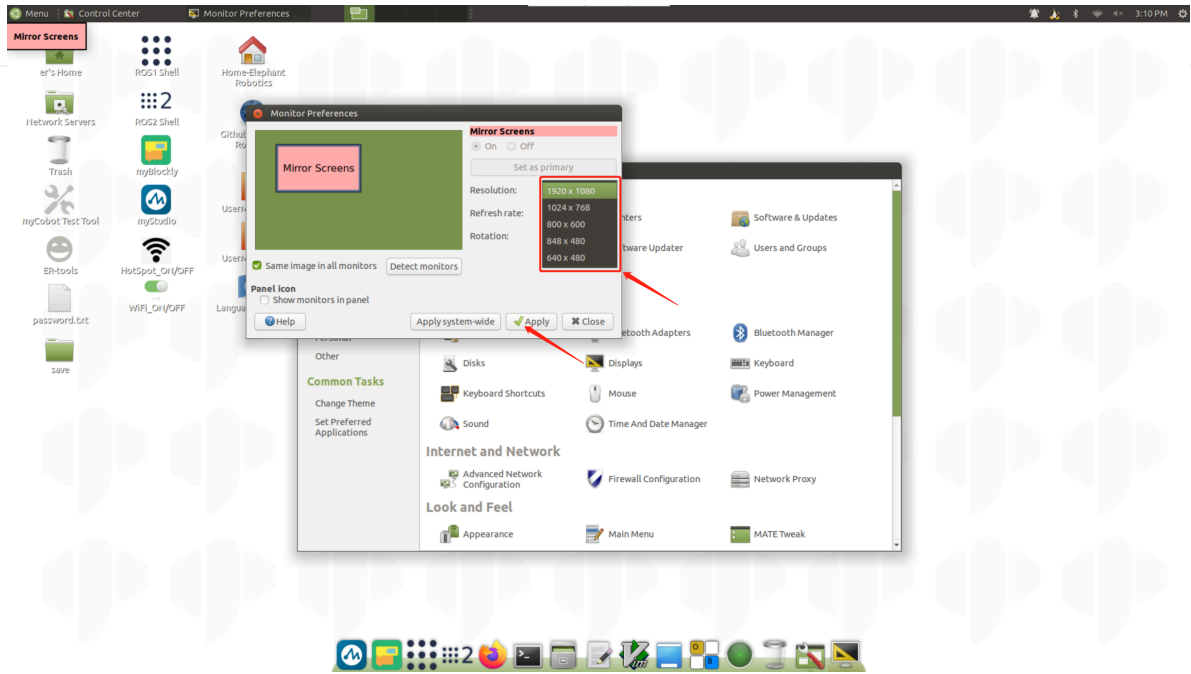 Menu
Control Center
Monitor Preferences
3:10 PM
Mirror Screens
er's Home
ROS1 Shell
Home-Elephant
Robotics
Network Servers
2
ROS2 Shell
Trash
myBlockly
myCobot Test Tool
myStudio
ER-tools
HotSpot_ON/OFF
password.txt
WiFi_ON/OFF
save
Monitor Preferences
Mirror Screens
Mirror Screens
On
Off
Set as primary
Resolution:
1920 x 1080
1024 x 768
800 x 600
848 x 480
640 x 480
Refresh rate:
Rotation:
Same image in all monitors
Detect monitors
Panel icon
Show monitors in panel
Help
Apply system-wide
Apply
Close
Software & Updates
Users and Groups
Bluetooth Manager
Other
Disks
Displays
Keyboard
Common Tasks
Change Theme
Set Preferred
Applications
Keyboard Shortcuts
Mouse
Power Management
Sound
Time And Date Manager
Internet and Network
Advanced Network
Configuration
Firewall Configuration
Network Proxy
Look and Feel
Appearance
Main Menu
MATE Tweak
2